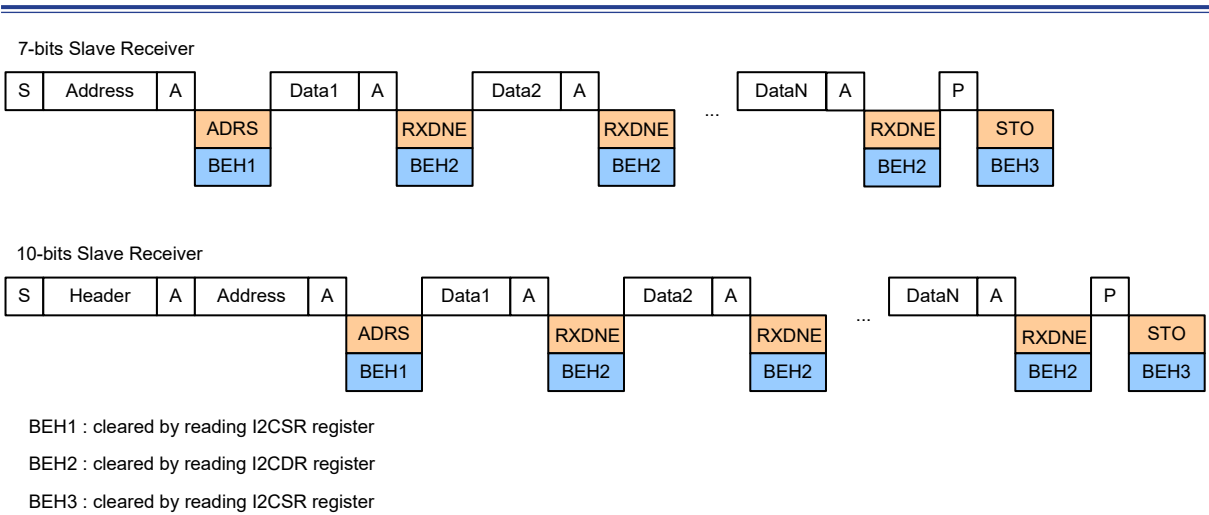 7-bits Slave Receiver
S Address A Data1 A Data2 A ... DataN A P
ADRS RXDNE RXDNE RXDNE STO
BEH1 BEH2 BEH2 BEH2 BEH3
10-bits Slave Receiver
S Header A Address A Data1 A Data2 A ... DataN A P
ADRS RXDNE RXDNE RXDNE STO
BEH1 BEH2 BEH2 BEH2 BEH3
BEH1 : cleared by reading I2CSR register
BEH2 : cleared by reading I2CDR register
BEH3 : cleared by reading I2CSR register